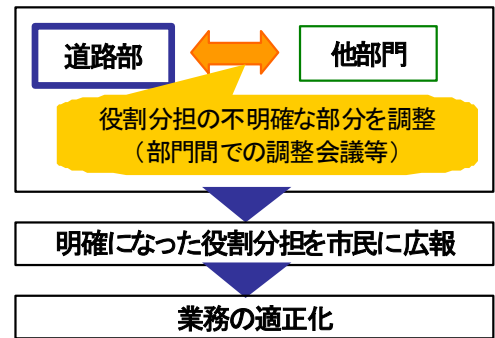 道路部
他部門
役割分担の不明確な部分を調整
（部門間での調整会議等）
明確になった役割分担を市民に広報
業務の適正化